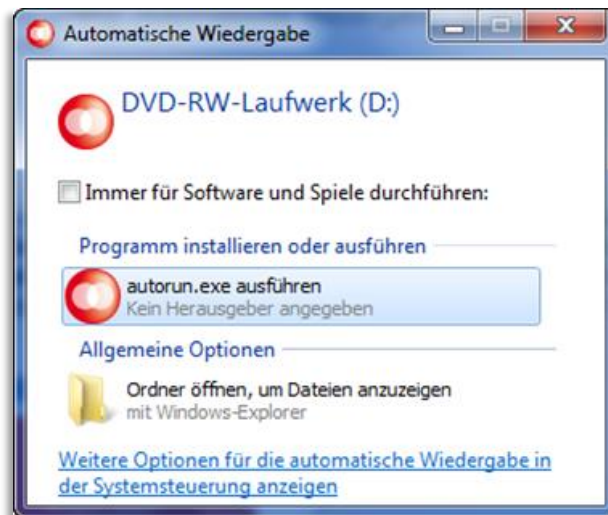 Automatische Wiedergabe
DVD-RW-Laufwerk (D:)
Immer für Software und Spiele durchführen:
Programm installieren oder ausführen
autorun.exe ausführen
Kein Herausgeber angegeben
Allgemeine Optionen
Ordner öffnen, um Dateien anzuzeigen
mit Windows-Explorer
Weitere Optionen für die automatische Wiedergabe in
der Systemsteuerung anzeigen